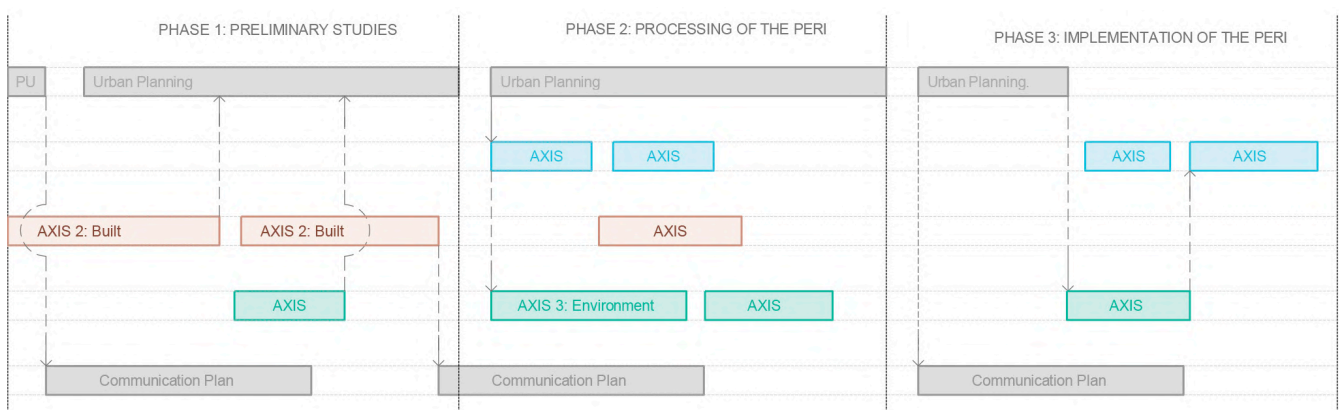 PHASE 1: PRELIMINARY STUDIES
PHASE 2: PROCESSING OF THE PERI
PHASE 3: IMPLEMENTATION OF THE PERI
PU
Urban Planning
Urban Planning
Urban Planning.
AXIS
AXIS
AXIS
AXIS
AXIS 2: Built
AXIS 2: Built
AXIS
AXIS
AXIS 3: Environment
AXIS
AXIS
Communication Plan
Communication Plan
Communication Plan